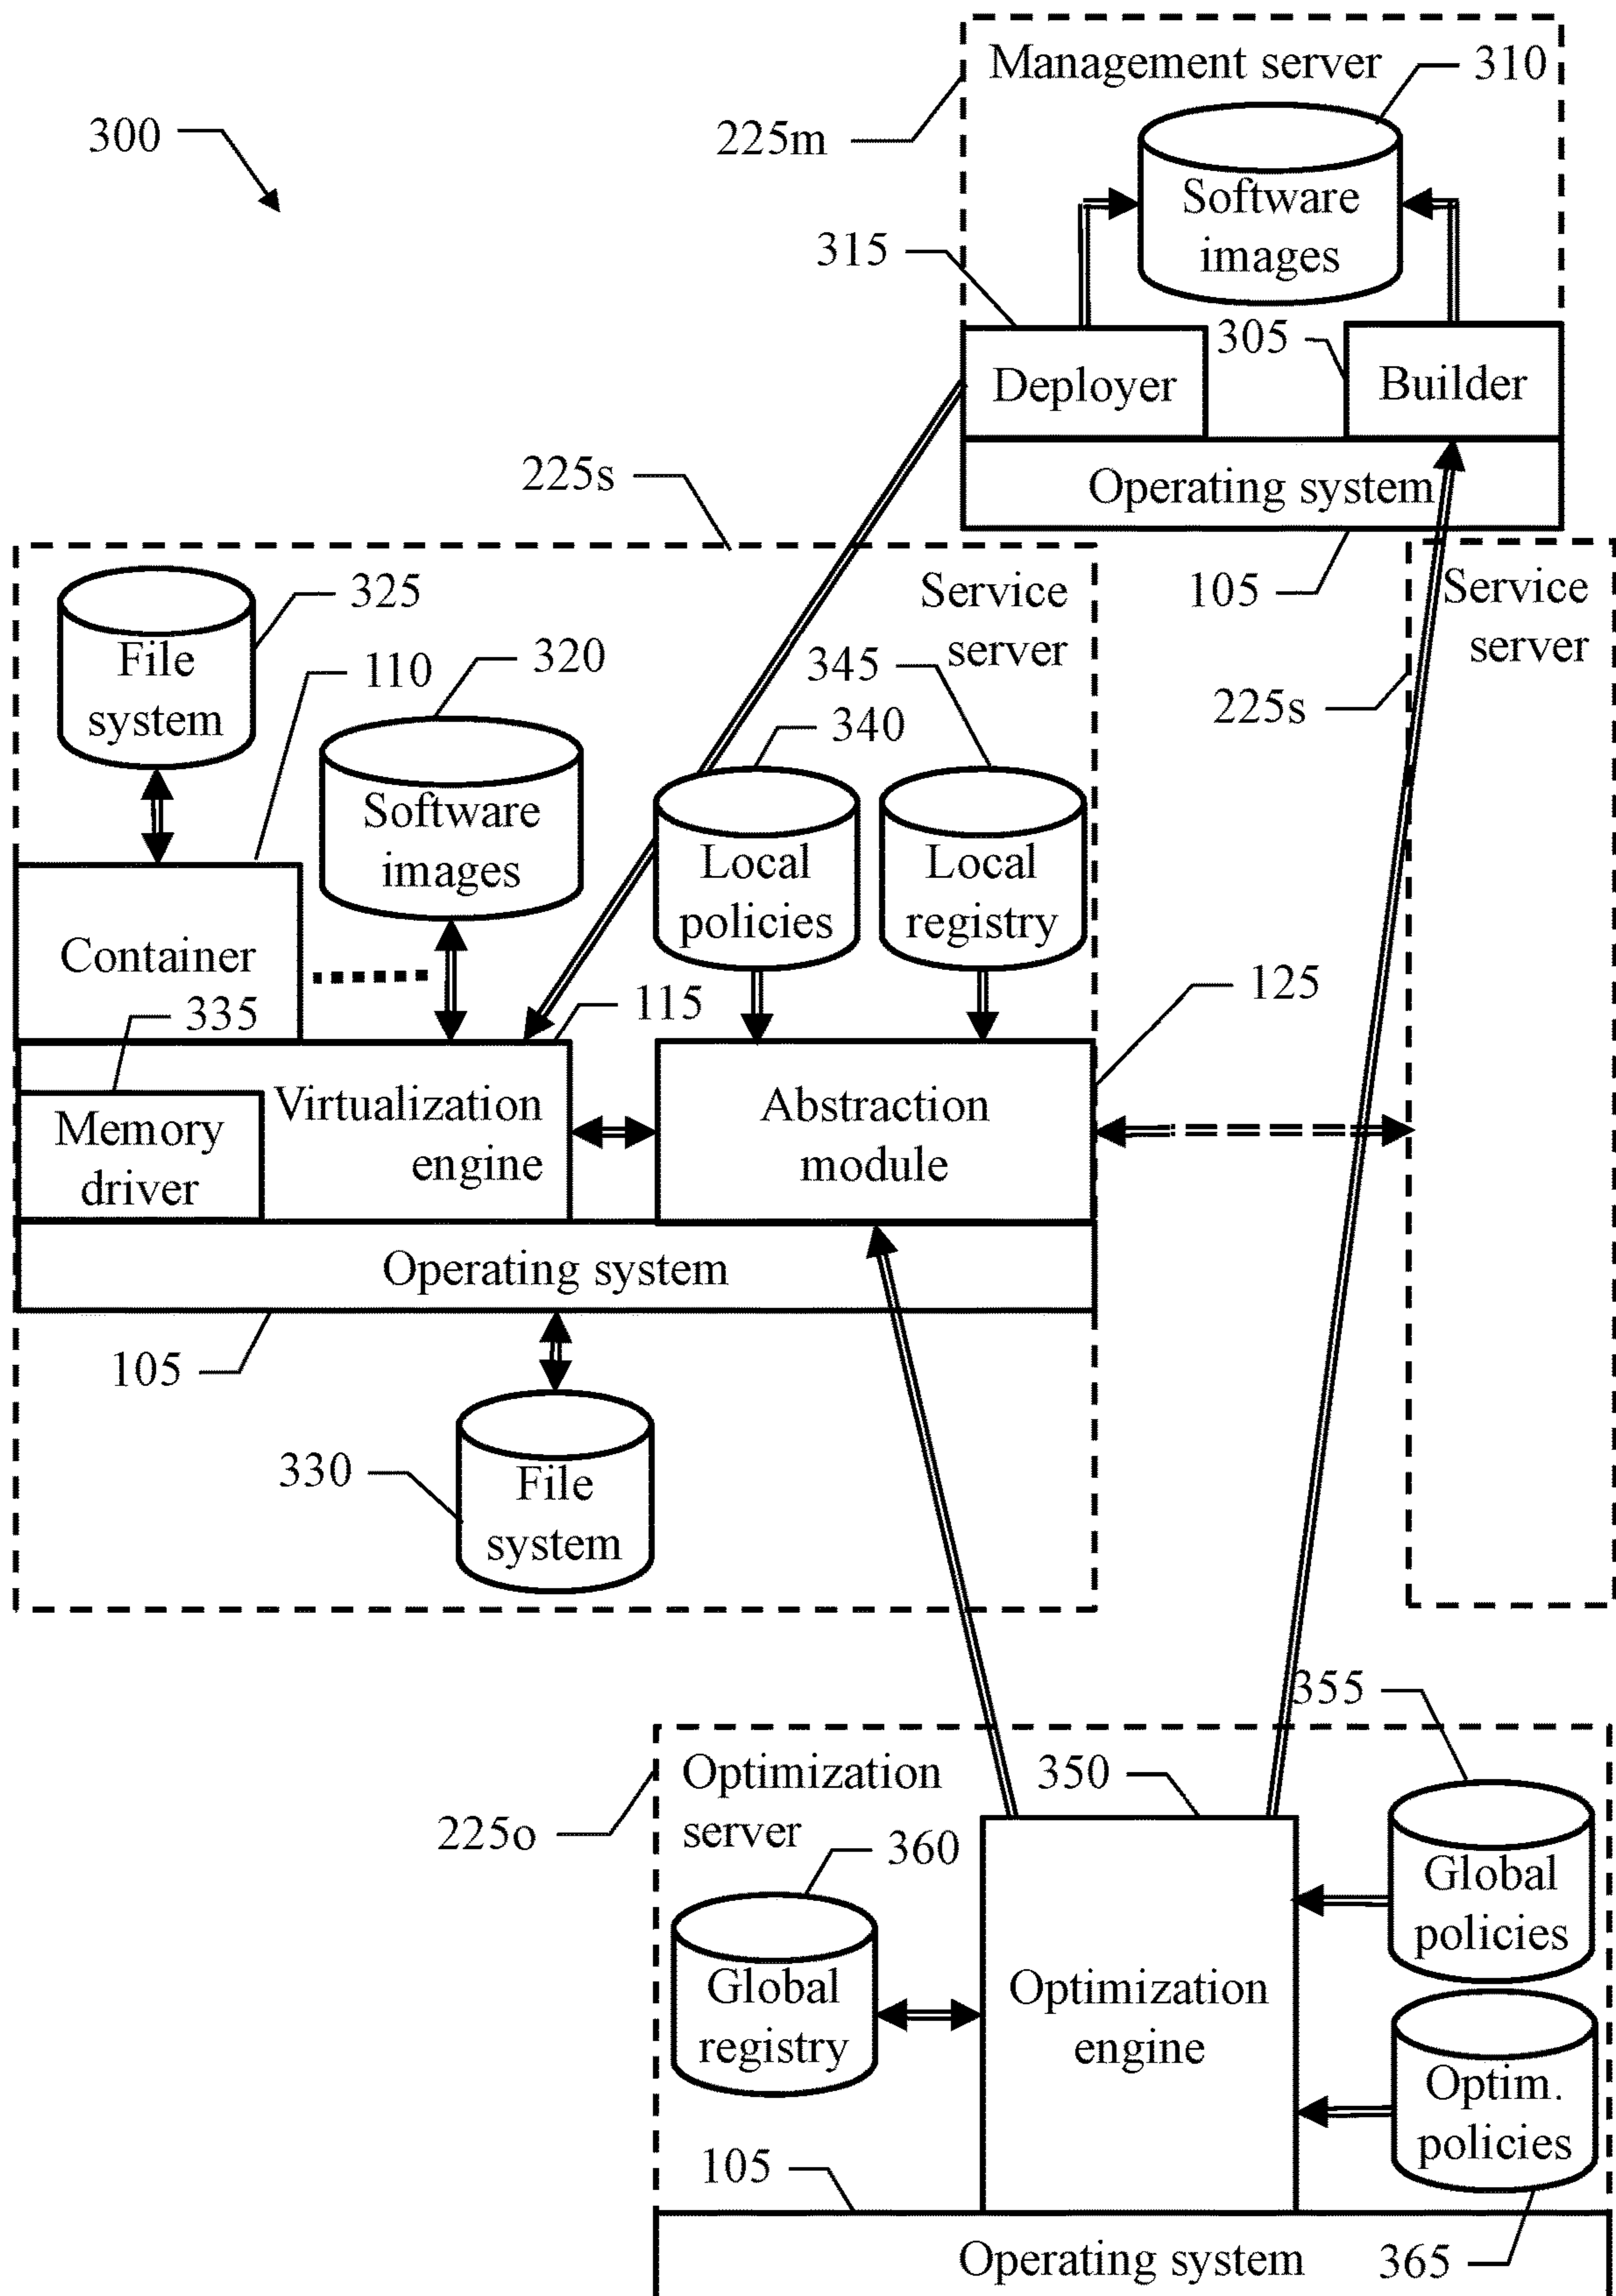 Management server
310
300
225m
Software
images
315
305
Deployer
Builder
225s
Operating system
105
Service
server
Service
server
325
File
system
110
320
345
340
225s
Software
images
Local
policies
Local
registry
Container
335
115
125
Virtualization
engine
Abstraction
module
Memory
driver
Operating system
105
330
File
system
355
Optimization
server
350
225o
360
Global
policies
Global
registry
Optimization
engine
Optim.
policies
105
Operating system
365